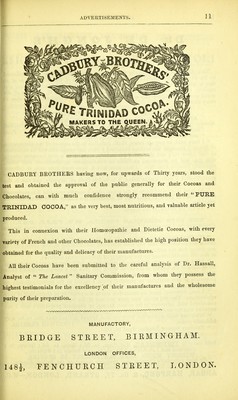 ADVERTISEMENTS. 11
CADBURY BROTHERS'
PURE TRINIDAD COCOA.
MAKERS TO THE QUEEN.
CADBURY BROTHERS having now, for upwards of Thirty years, stood the
test and obtained the approval of the public generally for their Cocoas and
Chocolates, can with much confidence strongly recommend their "PURE
TRINIDAD COCOA," as the very best, most nutritious, and valuable article yet
produced.
This in connexion with their Homœopathic and Dietetic Cocoas, with every
variety of French and other Chocolates, has established the high position they have
obtained for the quality and delicacy of their manufactures.
All their Cocoas have been submitted to the careful analysis of Dr. Hassall,
Analyst of "The Lancet" Sanitary Commission, from whom they possess the
highest testimonials for the excellency of their manufactures and the wholesome
purity of their preparation.
MANUFACTORY,
BRIDGE STREET, BIRMINGHAM.
LONDON OFFICES,
148½, FENCHURCH STREET, LONDON.